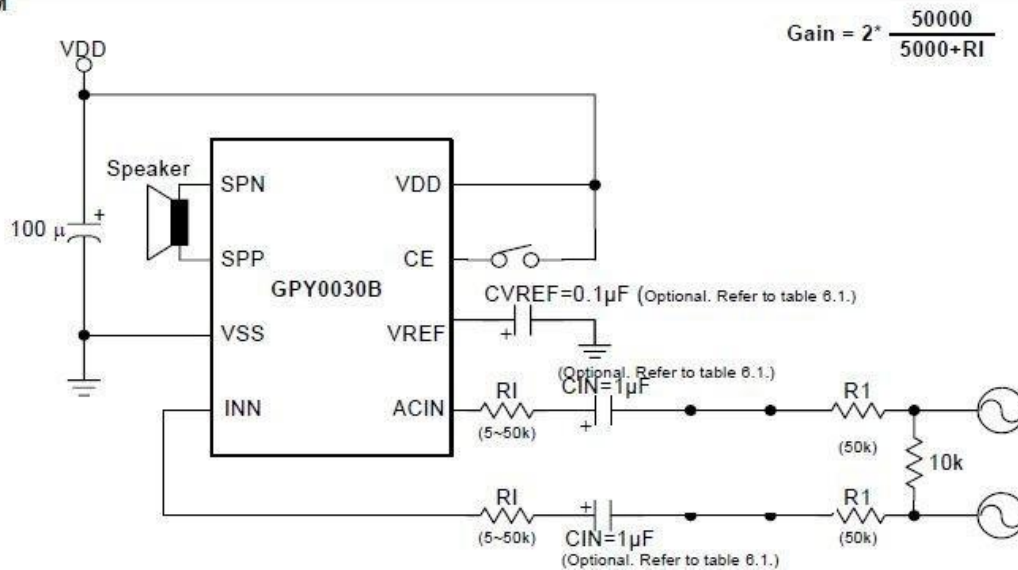 Gain = 2* 50000
5000+RI
VDD
Speaker
SPN
VDD
100 µ
+
SPP
CE
GPY0030B
CVREF=0.1µF (Optional. Refer to table 6.1.)
VSS
VREF
+
(Optional. Refer to table 6.1.)
CIN=1µF
INN
ACIN
RI
+
R1
(5~50k)
(50k)
10k
RI
+
R1
(5~50k)
CIN=1µF
(50k)
(Optional. Refer to table 6.1.)